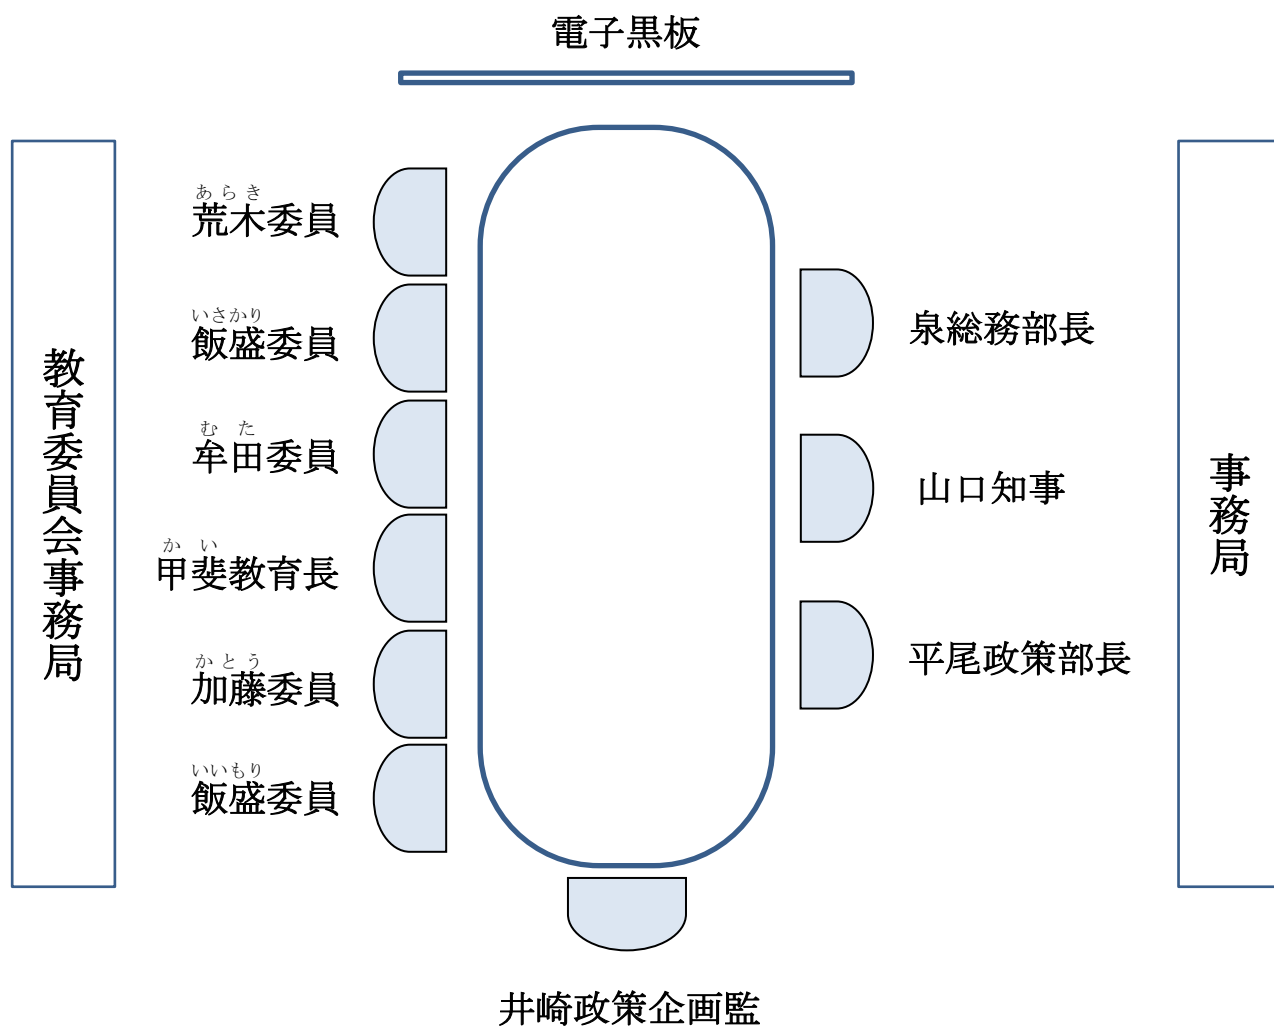 電子黒板
教育委員会事務局
あらき
荒木委員
いさかり
飯盛委員
むた
牟田委員
かい
甲斐教育長
かとう
加藤委員
いいもり
飯盛委員
泉総務部長
山口知事
平尾政策部長
事務局
井崎政策企画監